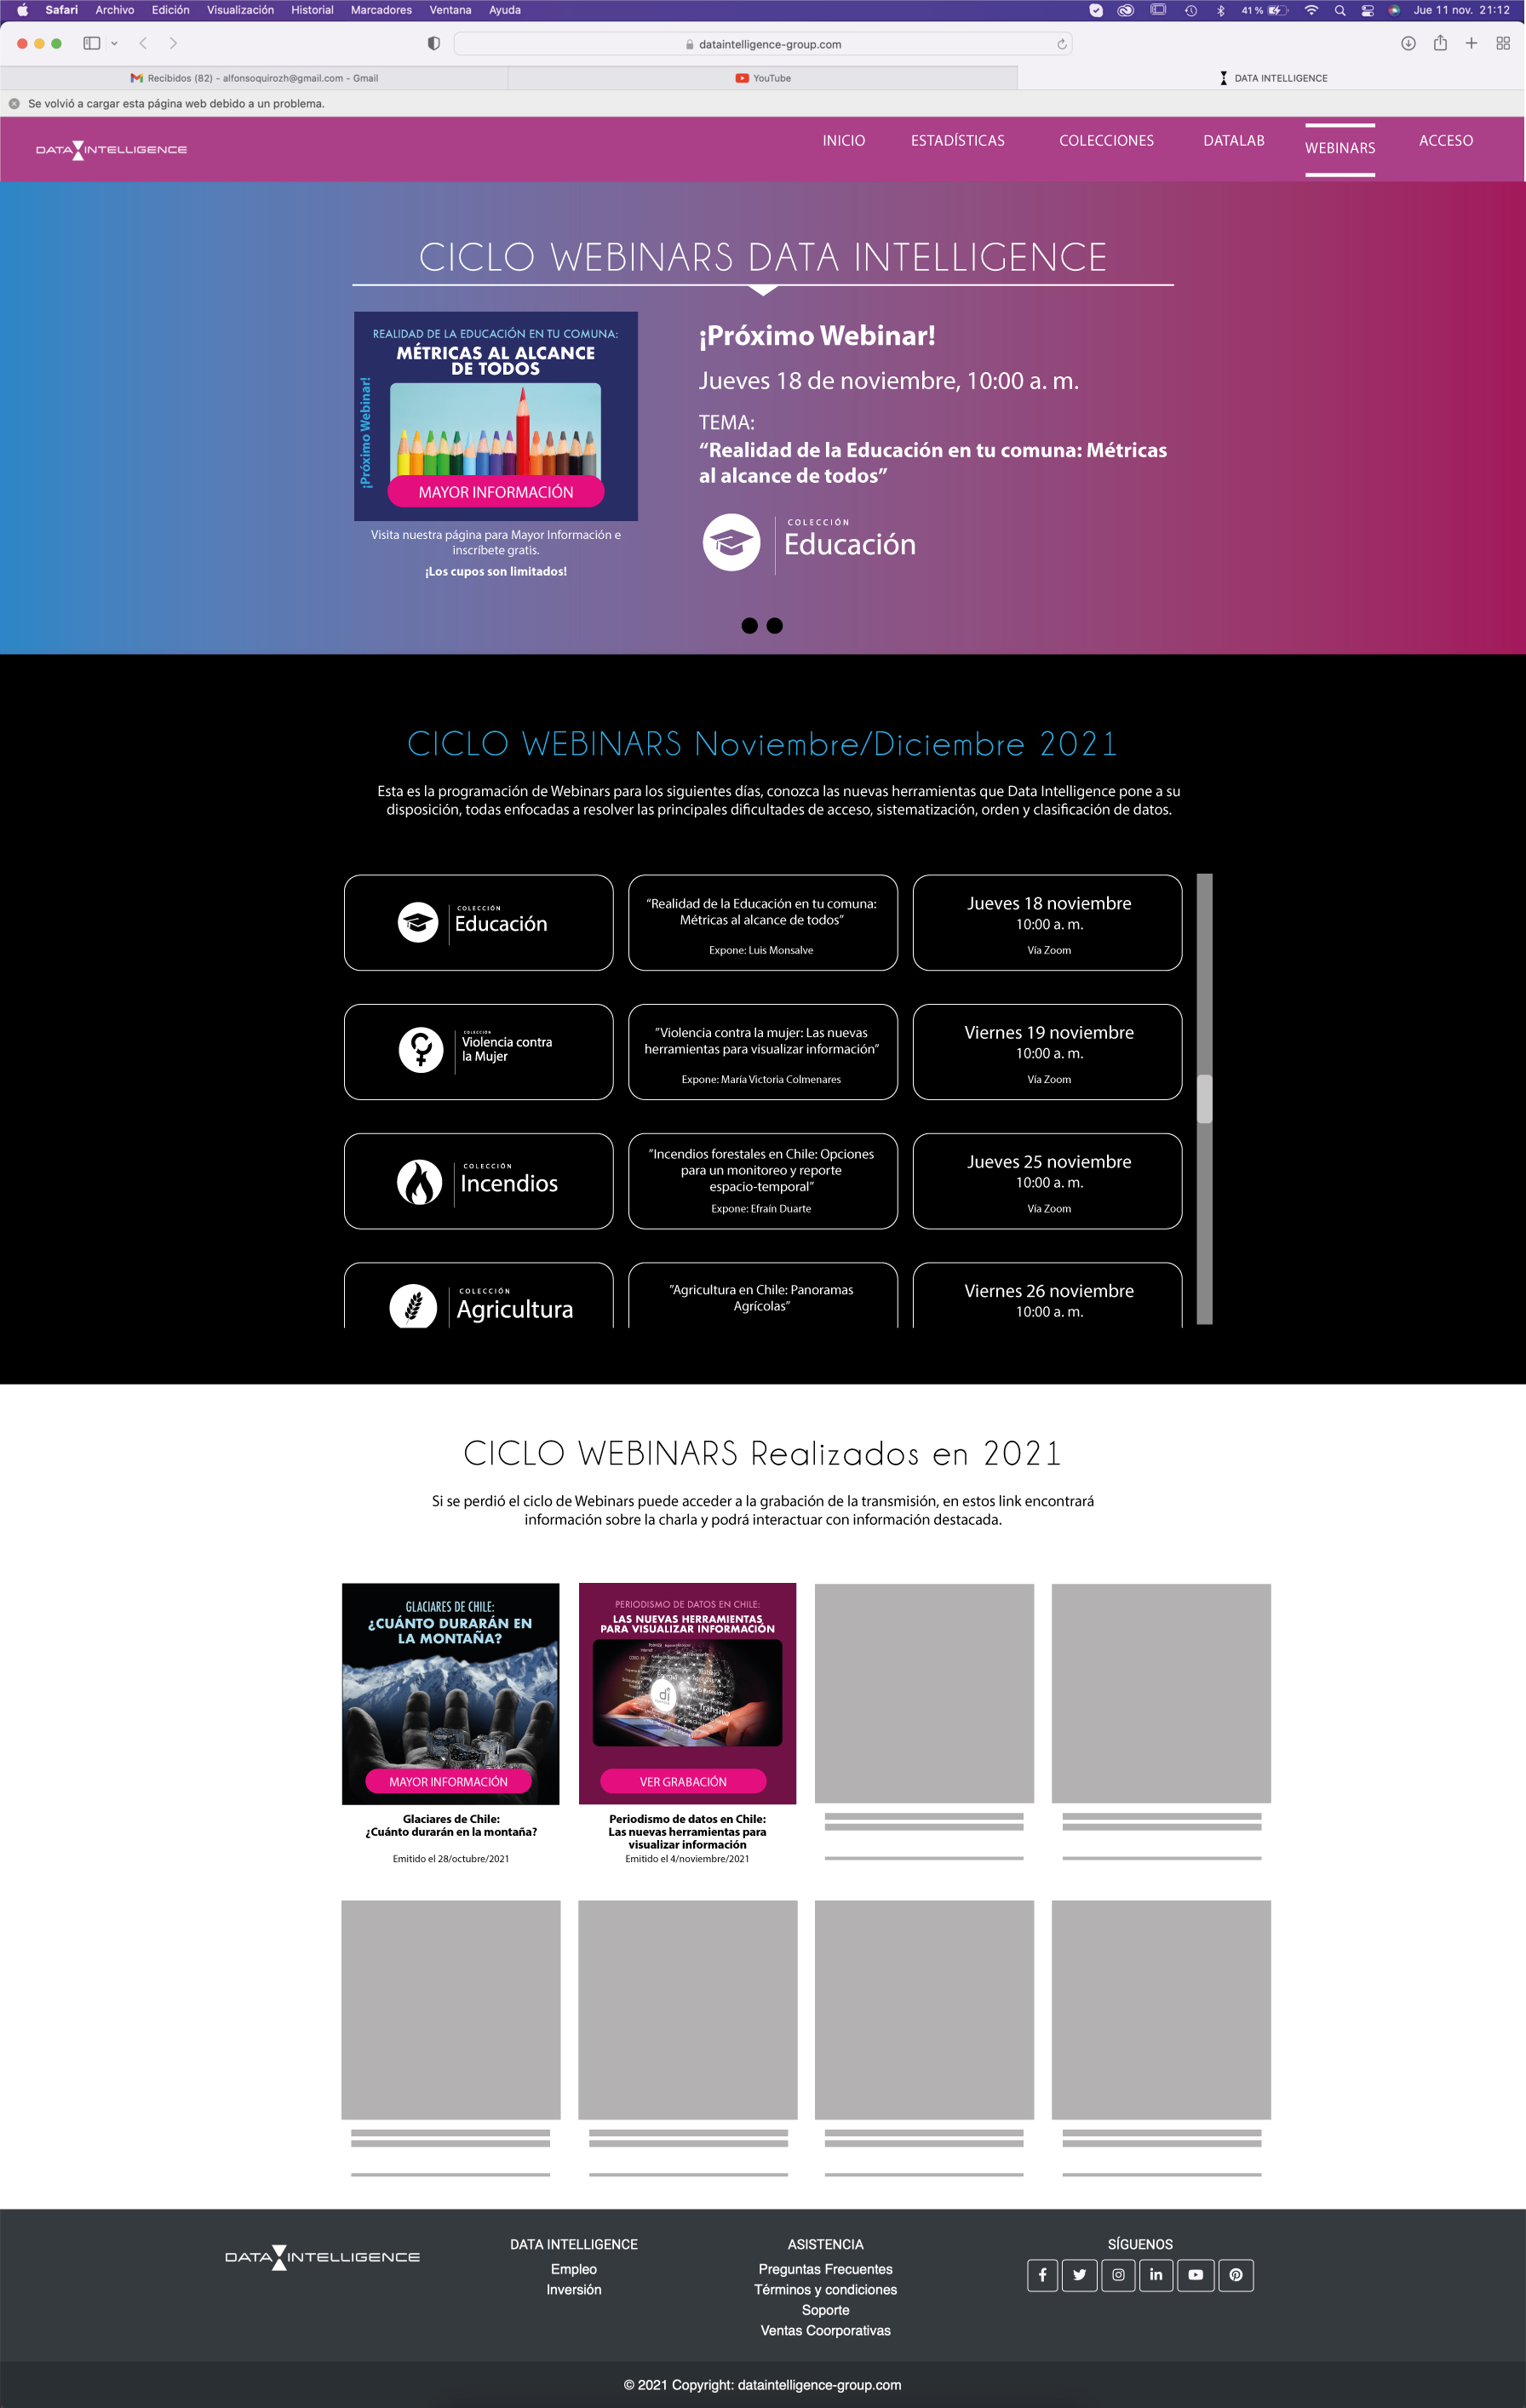 Safari Archivo Edición Visualización Historial Marcadores Ventana Ayuda
41 % Jue 11 nov. 21:12
dataintelligence-group.com
Recibidos (82) – alfonsoquirozh@gmail.com – Gmail
YouTube
DATA INTELLIGENCE
Se volvió a cargar esta página web debido a un problema.
DATA INTELLIGENCE
INICIO ESTADÍSTICAS COLECCIONES DATALAB WEBINARS ACCESO
CICLO WEBINARS DATA INTELLIGENCE
REALIDAD DE LA EDUCACIÓN EN TU COMUNA:
MÉTRICAS AL ALCANCE
DE TODOS
¡Próximo Webinar!
MAYOR INFORMACIÓN
Visita nuestra página para Mayor Información e
inscríbete gratis.
¡Los cupos son limitados!
¡Próximo Webinar!
Jueves 18 de noviembre, 10:00 a. m.
TEMA:
“Realidad de la Educación en tu comuna: Métricas
al alcance de todos”
COLECCIÓN
Educación
CICLO WEBINARS Noviembre/Diciembre 2021
Esta es la programación de Webinars para los siguientes días, conozca las nuevas herramientas que Data Intelligence pone a su
disposición, todas enfocadas a resolver las principales dificultades de acceso, sistematización, orden y clasificación de datos.
COLECCIÓN
Educación
“Realidad de la Educación en tu comuna:
Métricas al alcance de todos”
Expone: Luis Monsalve
Jueves 18 noviembre
10:00 a. m.
Vía Zoom
COLECCIÓN
Violencia contra
la Mujer
”Violencia contra la mujer: Las nuevas
herramientas para visualizar información”
Expone: María Victoria Colmenares
Viernes 19 noviembre
10:00 a. m.
Vía Zoom
COLECCIÓN
Incendios
”Incendios forestales en Chile: Opciones
para un monitoreo y reporte
espacio-temporal”
Expone: Efraín Duarte
Jueves 25 noviembre
10:00 a. m.
Vía Zoom
COLECCIÓN
Agricultura
”Agricultura en Chile: Panoramas
Agrícolas”
Viernes 26 noviembre
10:00 a. m.
CICLO WEBINARS Realizados en 2021
Si se perdió el ciclo de Webinars puede acceder a la grabación de la transmisión, en estos link encontrará
información sobre la charla y podrá interactuar con información destacada.
GLACIARES DE CHILE:
¿CUÁNTO DURARÁN EN
LA MONTAÑA?
MAYOR INFORMACIÓN
Glaciares de Chile:
¿Cuánto durarán en la montaña?
Emitido el 28/octubre/2021
PERIODISMO DE DATOS EN CHILE:
LAS NUEVAS HERRAMIENTAS
PARA VISUALIZAR INFORMACIÓN
di
Tránsito
VER GRABACIÓN
Periodismo de datos en Chile:
Las nuevas herramientas para
visualizar información
Emitido el 4/noviembre/2021
DATA INTELLIGENCE
DATA INTELLIGENCE
Empleo
Inversión
ASISTENCIA
Preguntas Frecuentes
Términos y condiciones
Soporte
Ventas Coorporativas
SÍGUENOS
© 2021 Copyright: dataintelligence-group.com